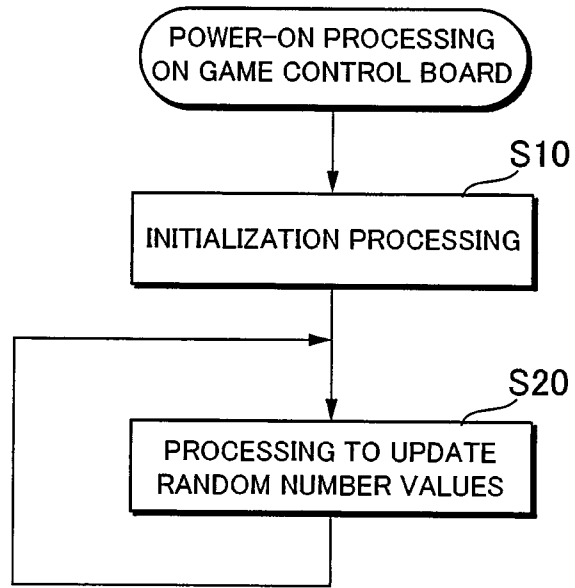 POWER-ON PROCESSING
ON GAME CONTROL BOARD
S10
INITIALIZATION PROCESSING
S20
PROCESSING TO UPDATE
RANDOM NUMBER VALUES